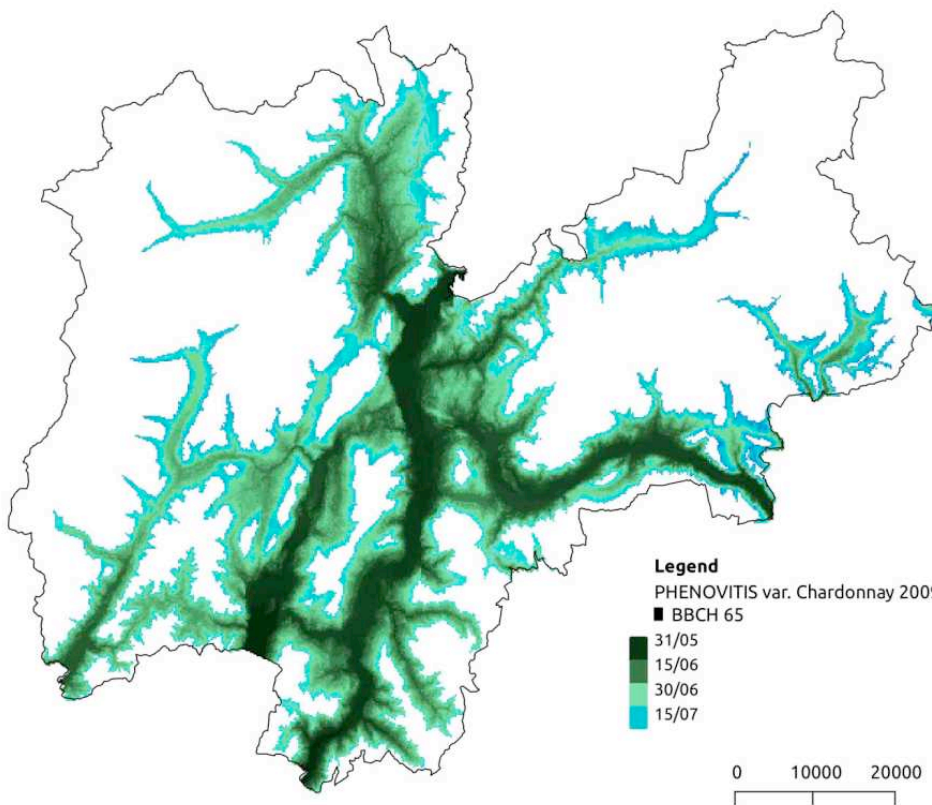 Legend
PHENOVITIS var. Chardonnay 2009
BBCH 65
31/05
15/06
30/06
15/07
0 10000 20000